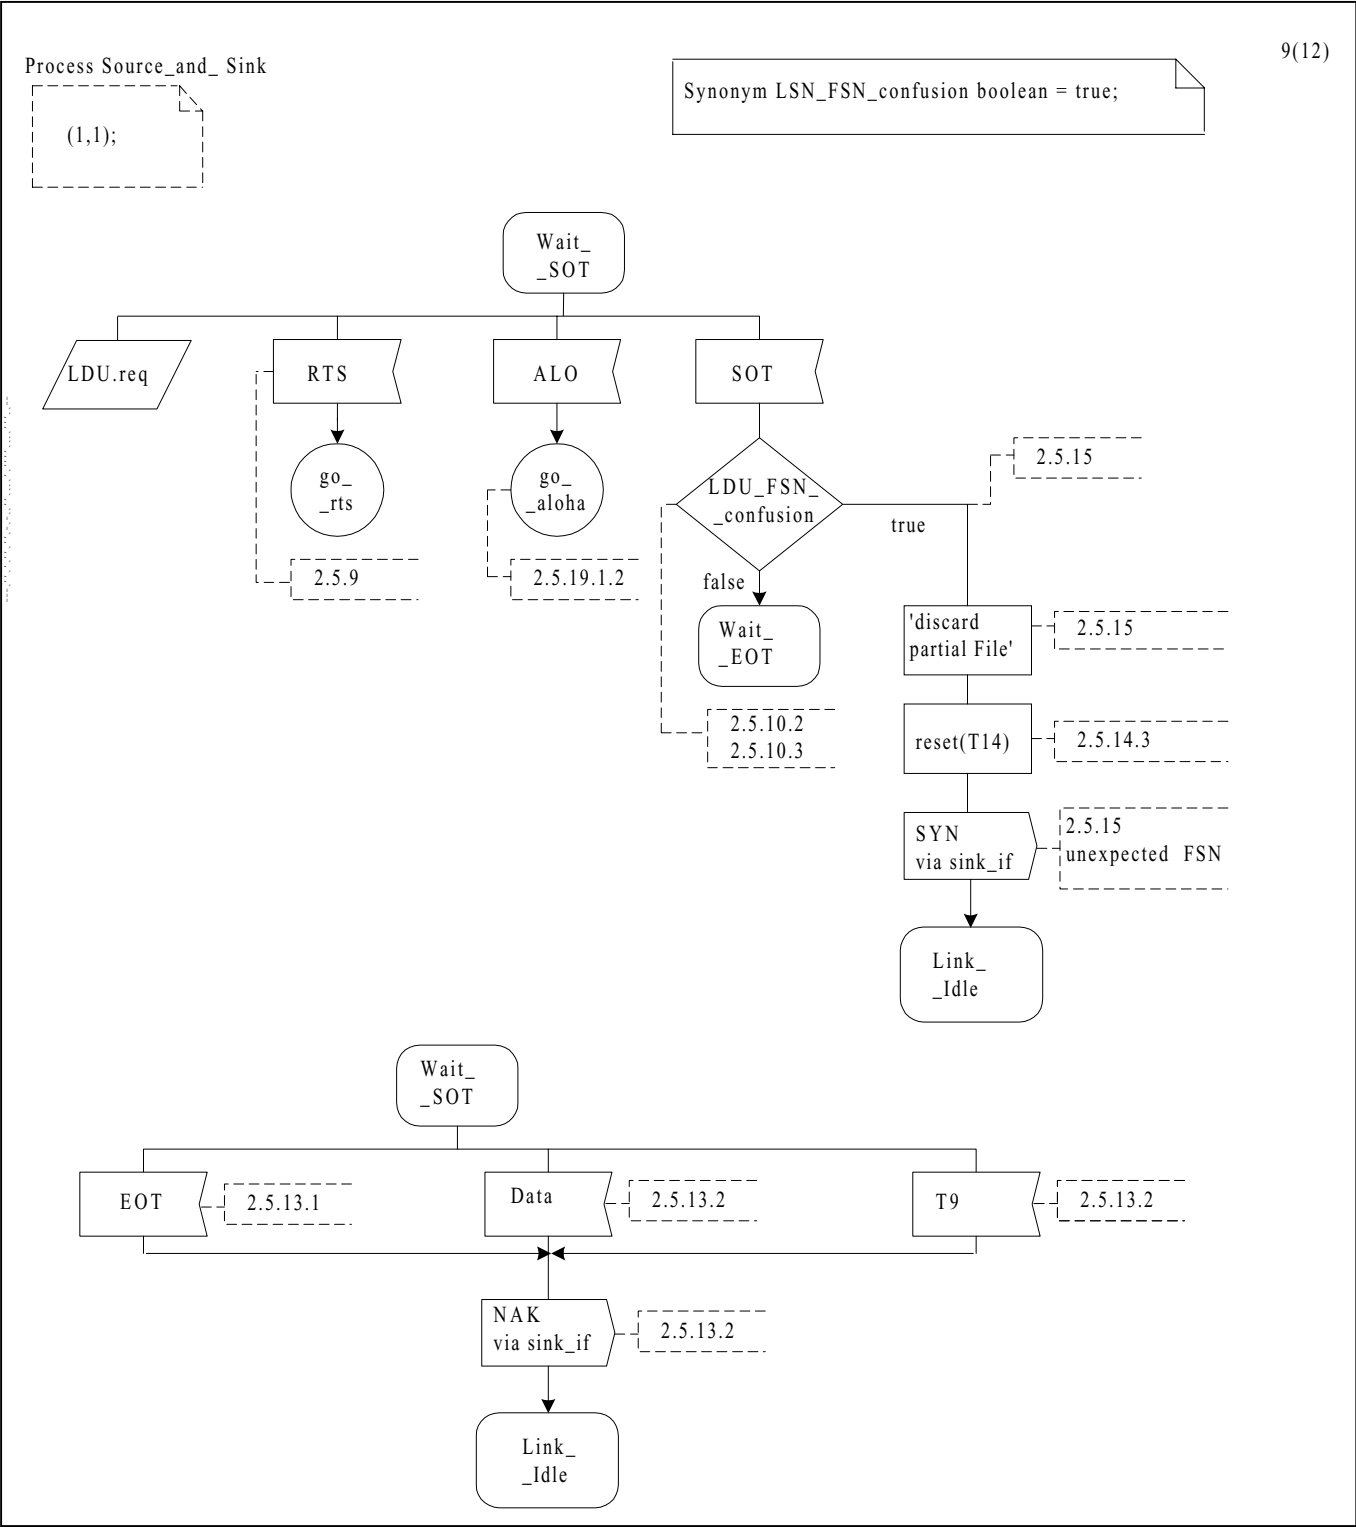 9(12)
Process Source_and_ Sink
(1,1);
Synonym LSN_FSN_confusion boolean = true;
Wait_
_SOT
LDU.req
RTS
ALO
SOT
go_
_rts
go_
_aloha
LDU_FSN_
_confusion
2.5.15
true
false
2.5.9
2.5.19.1.2
Wait_
_EOT
'discard
partial File'
2.5.15
2.5.10.2
2.5.10.3
reset(T14)
2.5.14.3
SYN
via sink_if
2.5.15
unexpected FSN
Link_
_Idle
Wait_
_SOT
EOT
2.5.13.1
Data
2.5.13.2
T9
2.5.13.2
NAK
via sink_if
2.5.13.2
Link_
_Idle